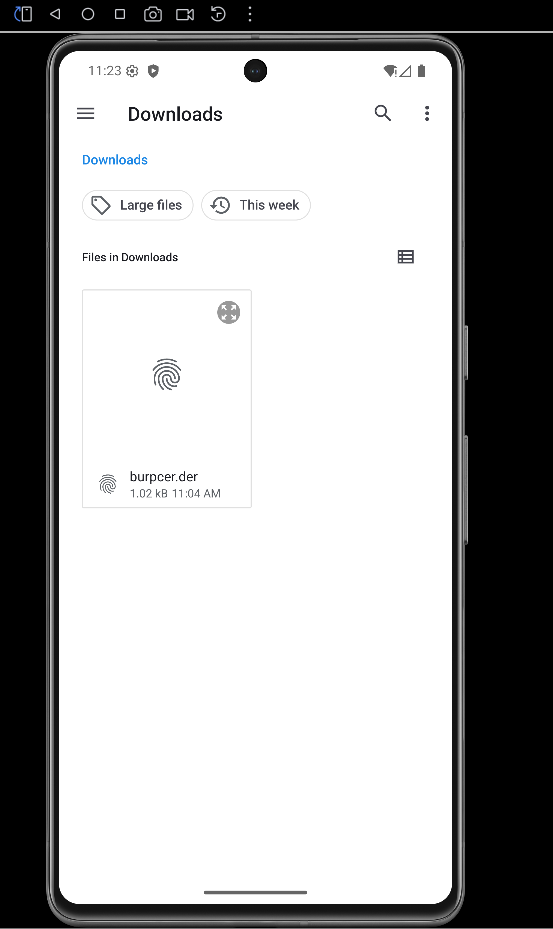 11:23
Downloads
Downloads
Large files
This week
Files in Downloads
burpcer.der
1.02 kB 11:04 AM